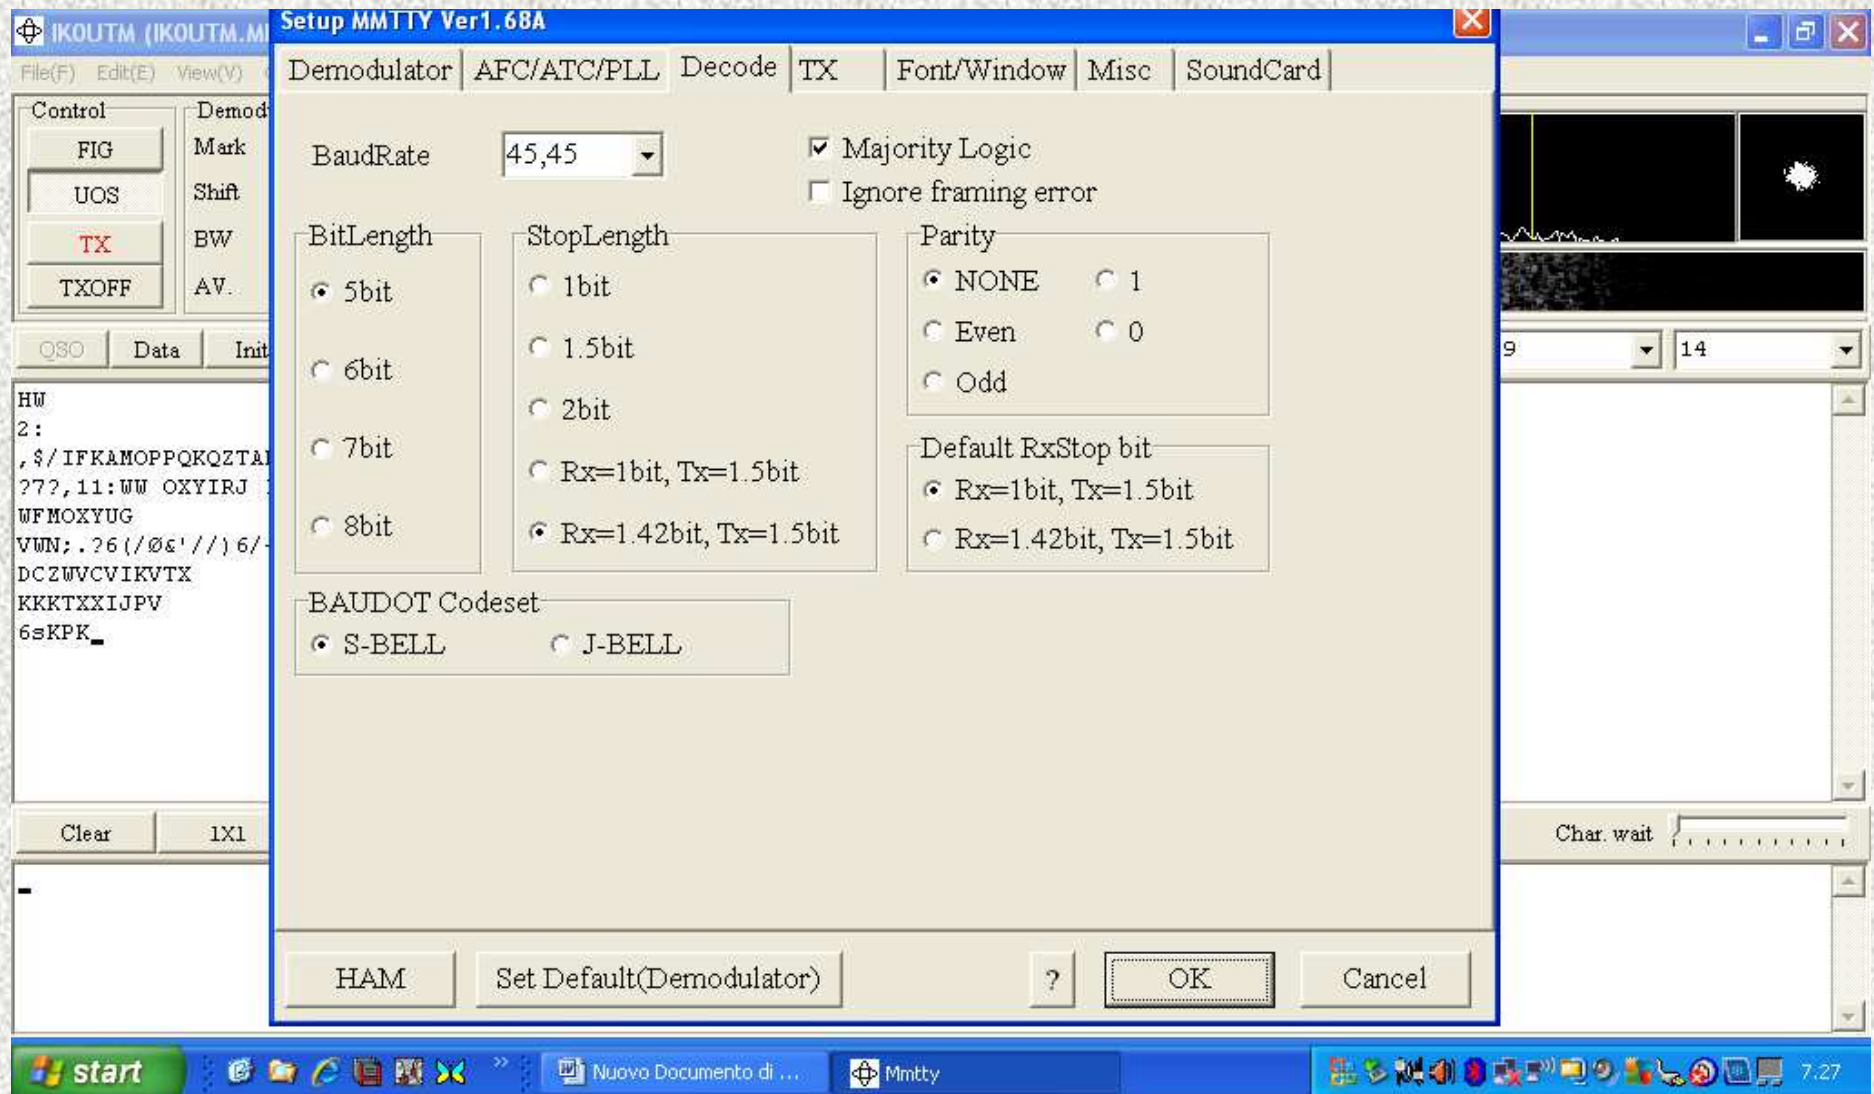 IK0UTM (IK0UTM.M
Setup MMTTY Ver1.68A
File(F) Edit(E) View(V)
Demodulator AFC/ATC/PLL Decode TX Font/Window Misc SoundCard
Control
FIG
UOS
TX
TXOFF
Demod
Mark
Shift
BW
AV.
BaudRate 45,45
Majority Logic
Ignore framing error
BitLength
5bit
6bit
7bit
8bit
StopLength
1bit
1.5bit
2bit
Rx=1bit, Tx=1.5bit
Rx=1.42bit, Tx=1.5bit
Parity
NONE 1
Even 0
Odd
Default RxStop bit
Rx=1bit, Tx=1.5bit
Rx=1.42bit, Tx=1.5bit
BAUDOT Codeset
S-BELL J-BELL
QSO Data Init
9 14
HW
2:
,$/IFKAMOPPQKQZTA
???,11:WW OXYIRJ
WFMOXYUG
VWN;.?6(/Ø&'//)6/-
DCZWVCVIKVTX
KKKTXXIJPV
6sKPK
Clear 1X1
Char. wait
HAM Set Default(Demodulator) ? OK Cancel
start
Nuovo Documento di ...
Mmtty
7.27